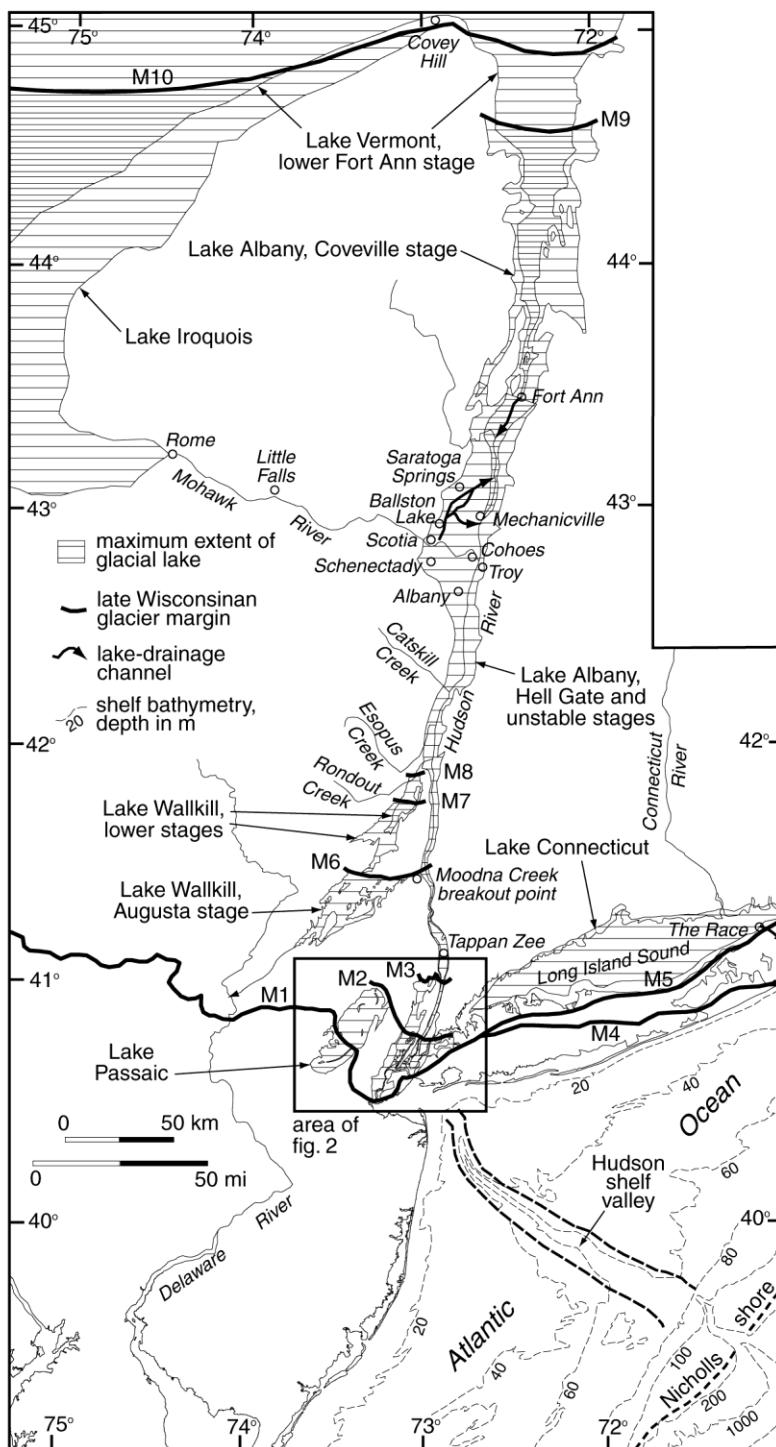 45°
75°
74°
72°
45°
Covey
Hill
M10
Lake Vermont,
lower Fort Ann stage
M9
Lake Albany, Coveville stage
44°
44°
Lake Iroquois
Fort Ann
Rome
Little
Falls
Saratoga
Springs
Mohawk
River
Ballston
Lake
43°
43°
Mechanicville
Scotia
Cohoes
Schenectady
Troy
Albany
River
maximum extent of
glacial lake
late Wisconsinan
glacier margin
lake-drainage
channel
shelf bathymetry,
depth in m
20
Catskill
Creek
Lake Albany,
Hell Gate and
unstable stages
Esopus
Creek
Hudson
42°
42°
Connecticut
River
Rondout
Creek
M8
M7
Lake Wallkill,
lower stages
M6
Lake Connecticut
Moodna Creek
breakout point
Lake Wallkill,
Augusta stage
The Race
Tappan Zee
Long Island Sound
41°
M1
M2
M3
M5
M4
Lake
Passaic
20
40
Ocean
area of
fig. 2
0 50 km
0 50 mi
60
Hudson
shelf
valley
40°
40°
Delaware
River
80
20
Atlantic
40
60
100
200
1000
Nicholls
shore
75°
74°
73°
72°